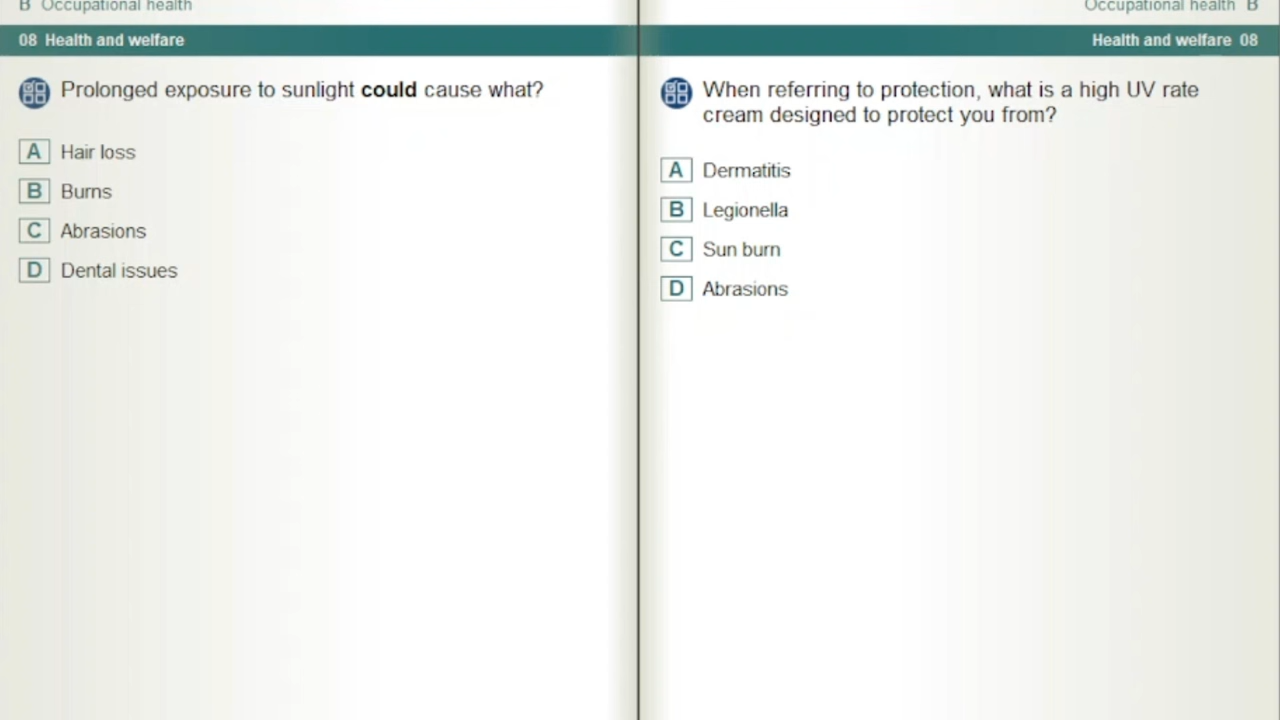 B Occupational health
08 Health and welfare
Prolonged exposure to sunlight could cause what?
A Hair loss
B Burns
C Abrasions
D Dental issues
Occupational health B
Health and welfare 08
When referring to protection, what is a high UV rate
cream designed to protect you from?
A Dermatitis
B Legionella
C Sun burn
D Abrasions